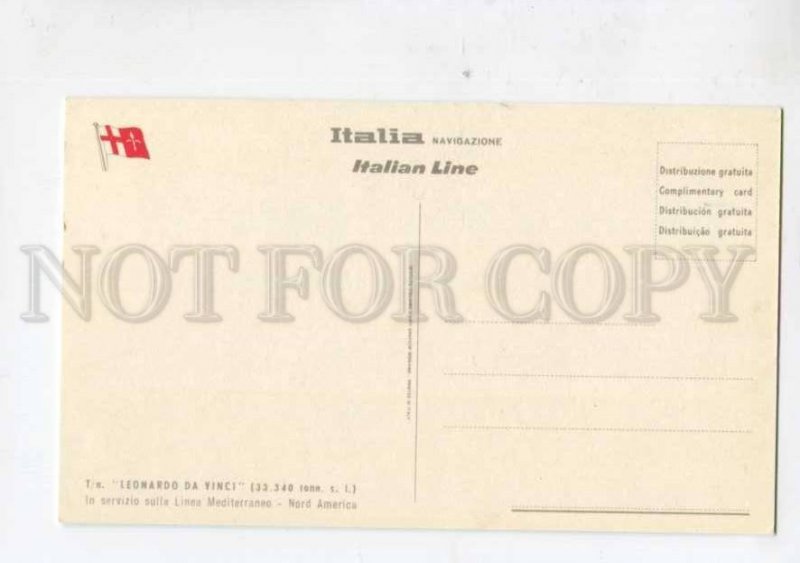 Italia NAVIGAZIONE
Italian Line
Distribuzione gratuita
Complimentary card
Distribución gratuita
Distribuição gratuita
NOT FOR COPY
T/n. "LEONARDO DA VINCI" (33.340 tonn. s. l.)
In servizio sulla Linea Mediterraneo - Nord America